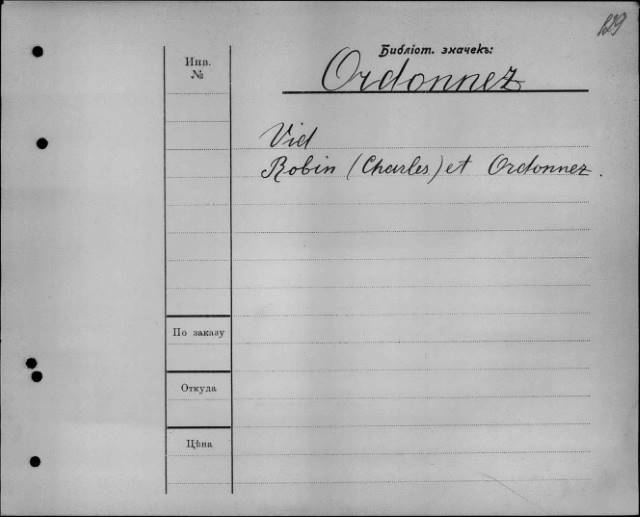 129
Библіот. значекъ:
Ordonnez
Инв.
№
Vid
Robin (Charles) et Ordonnez.
По заказу
Откуда
Цѣна